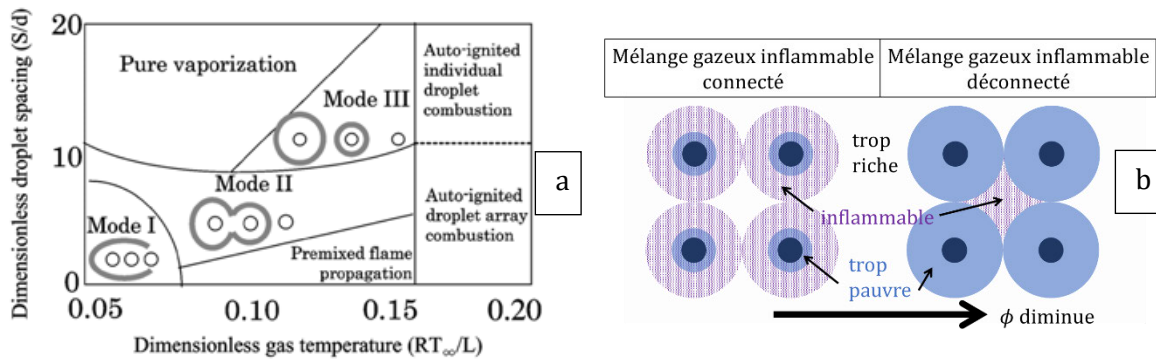 Dimensionless droplet spacing (S/d)
20
10
0
Pure vaporization
Mode III
Mode II
Mode I
Premixed flame
propagation
Auto-ignited
individual
droplet
combustion
Auto-ignited
droplet array
combustion
0.05
0.10
0.15
0.20
Dimensionless gas temperature (RT∞/L)
a
Mélange gazeux inflammable
connecté
Mélange gazeux inflammable
déconnecté
trop
riche
inflammable
trop
pauvre
ϕ diminue
b